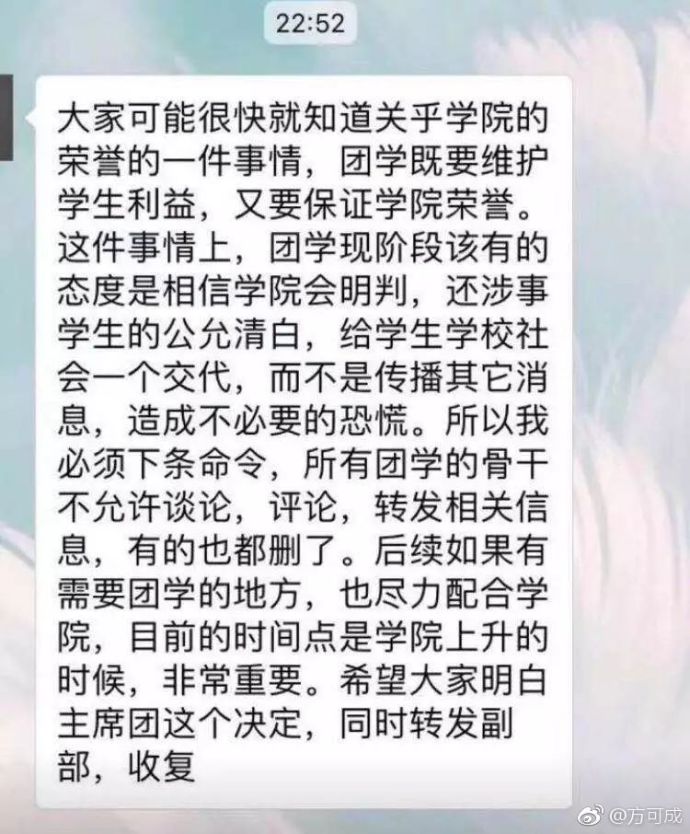 22:52
大家可能很快就知道关乎学院的
荣誉的一件事情，团学既要维护
学生利益，又要保证学院荣誉。
这件事情上，团学现阶段该有的
态度是相信学院会明判，还涉事
学生的公允清白，给学生学校社
会一个交代，而不是传播其它消
息，造成不必要的恐慌。所以我
必须下条命令，所有团学的骨干
不允许谈论，评论，转发相关信
息，有的也都删了。后续如果有
需要团学的地方，也尽力配合学
院，目前的时间点是学院上升的
时候，非常重要。希望大家明白
主席团这个决定，同时转发副
部，收复
@方可成